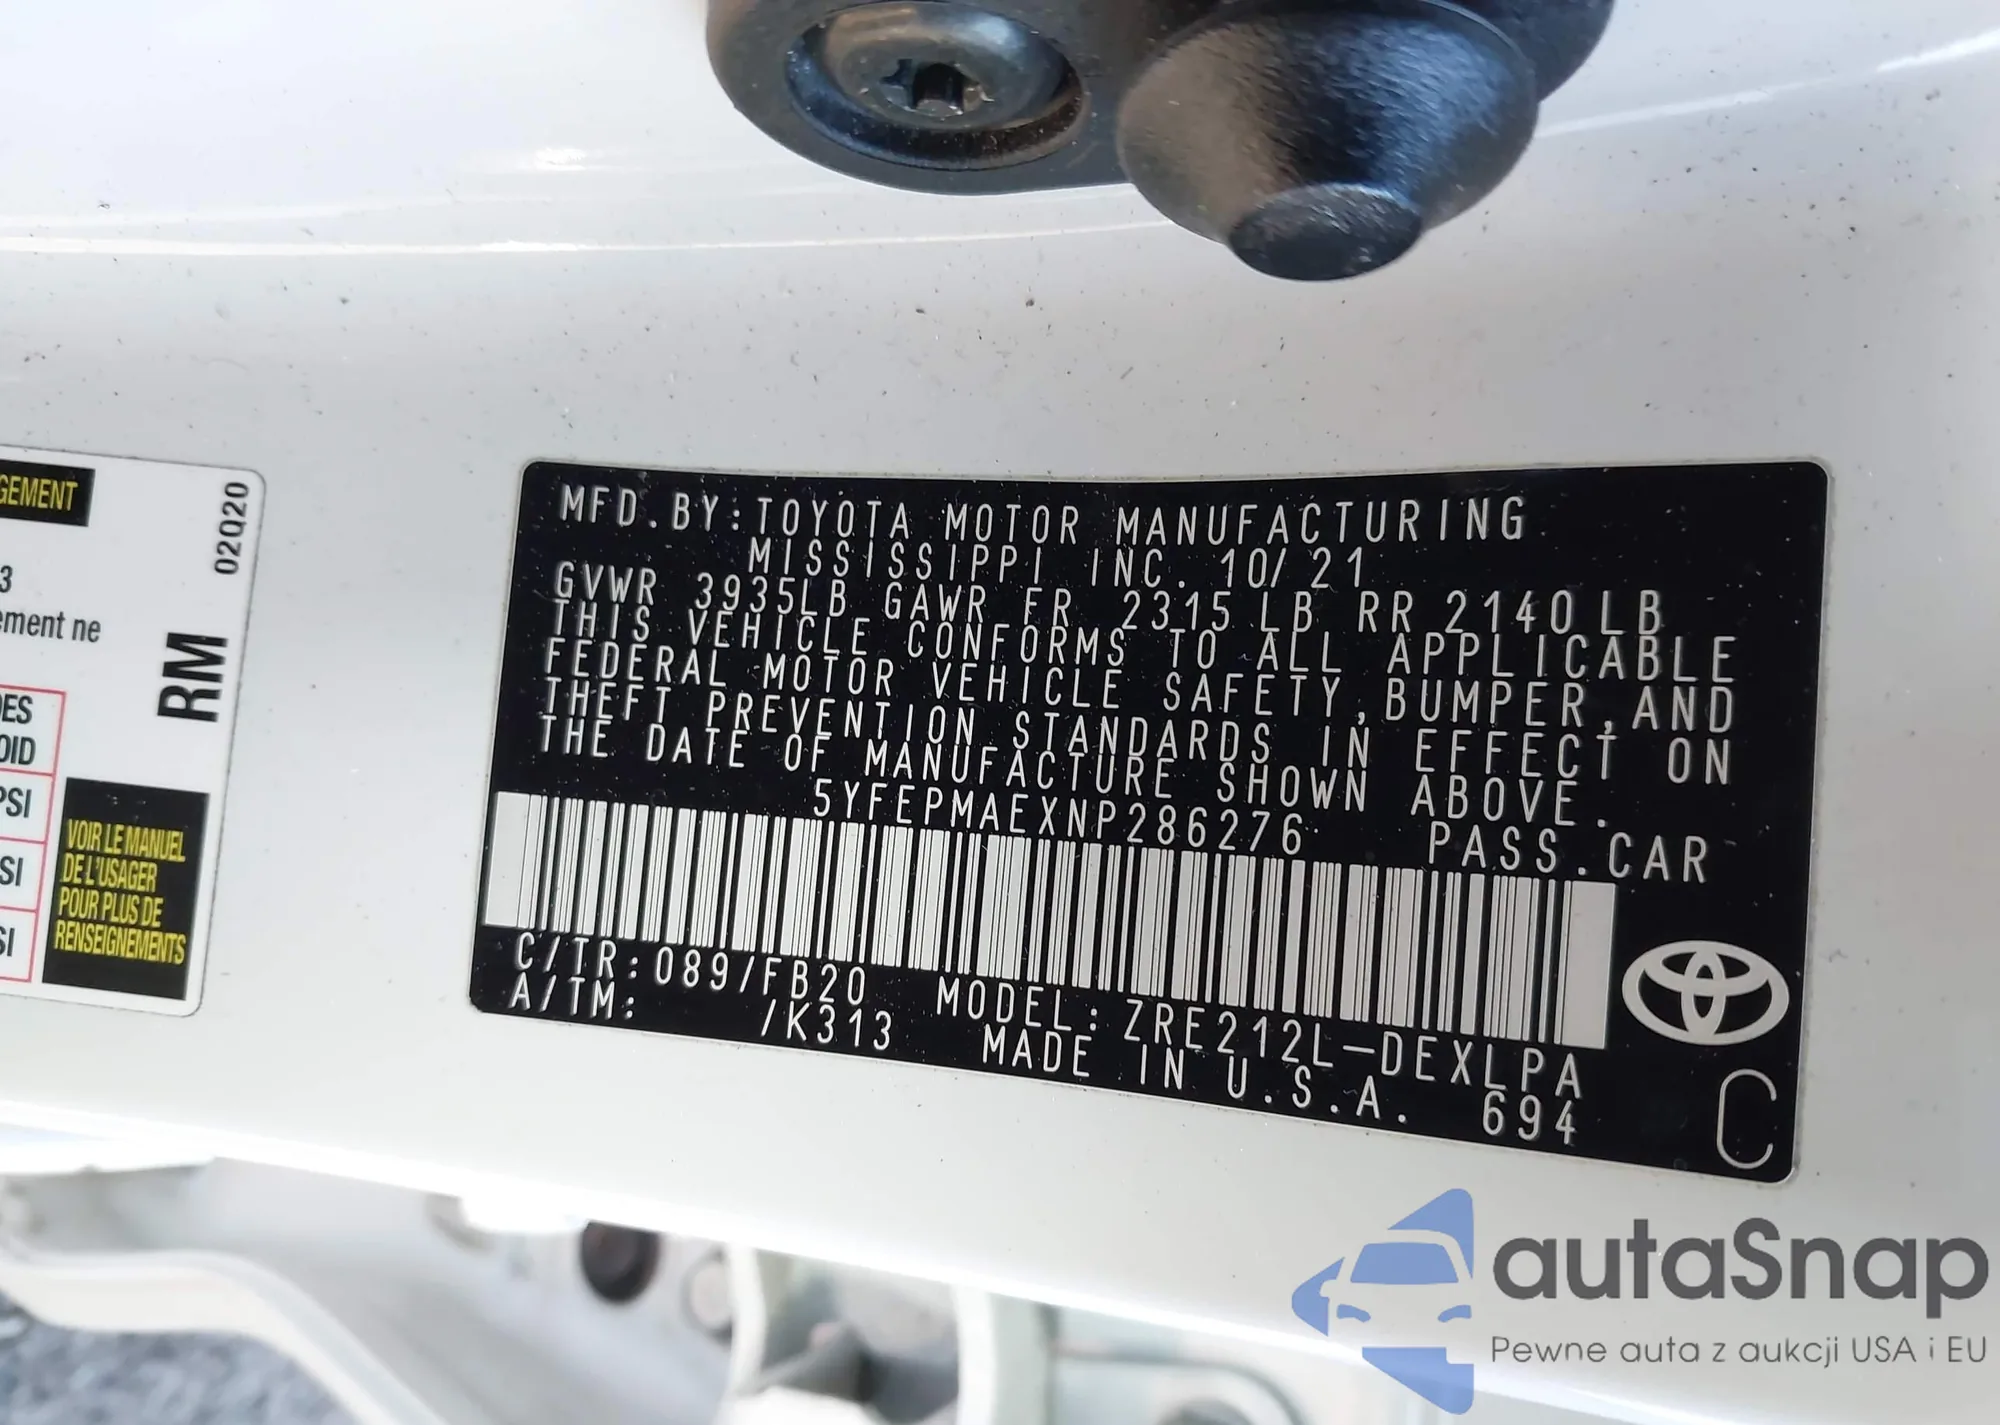 GEMENT
02Q20
3
ement ne
RM
DES
OID
PSI
SI
SI
VOIR LE MANUEL
DE L'USAGER
POUR PLUS DE
RENSEIGNEMENTS
MFD.BY:TOYOTA MOTOR MANUFACTURING
MISSISSIPPI INC. 10/21
GVWR 3935LB GAWR FR 2315 LB RR 2140LB
THIS VEHICLE CONFORMS TO ALL APPLICABLE
FEDERAL MOTOR VEHICLE SAFETY,BUMPER,AND
THEFT PREVENTION STANDARDS IN EFFECT ON
THE DATE OF MANUFACTURE SHOWN ABOVE.
5YFEPMAEXNP286276 PASS.CAR
C/TR:089/FB20 MODEL:ZRE212L-DEXLPA
A/TM: /K313 MADE IN U.S.A. 694
C
autaSnap
Pewne auta z aukcji USA i EU